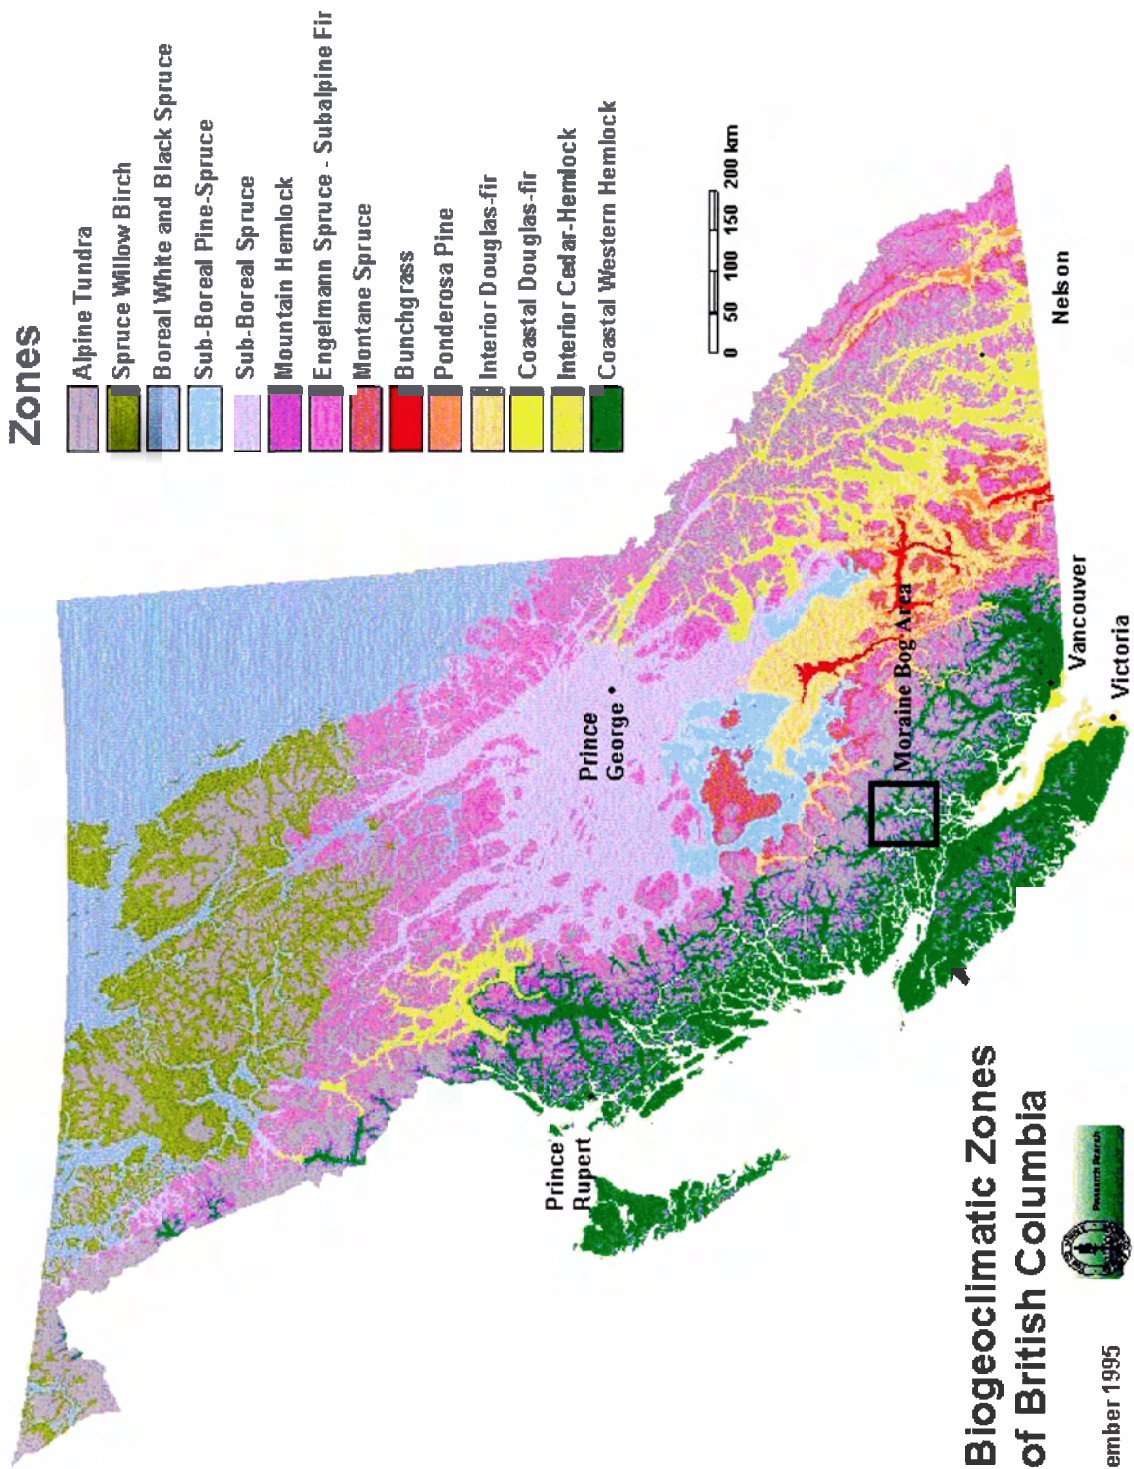 Zones
Alpine Tundra
Spruce Willow Birch
Boreal White and Black Spruce
Sub-Boreal Pine-Spruce
Sub-Boreal Spruce
Mountain Hemlock
Engelmann Spruce - Subalpine Fir
Montane Spruce
Bunchgrass
Ponderosa Pine
Interior Douglas-fir
Coastal Douglas-fir
Interior Cedar-Hemlock
Coastal Western Hemlock
0 50 100 150 200 km
Prince
George
Prince
Rupert
Moraine Bog Area
Nelson
Vancouver
Victoria
Biogeoclimatic Zones
of British Columbia
Research Branch
ember 1995